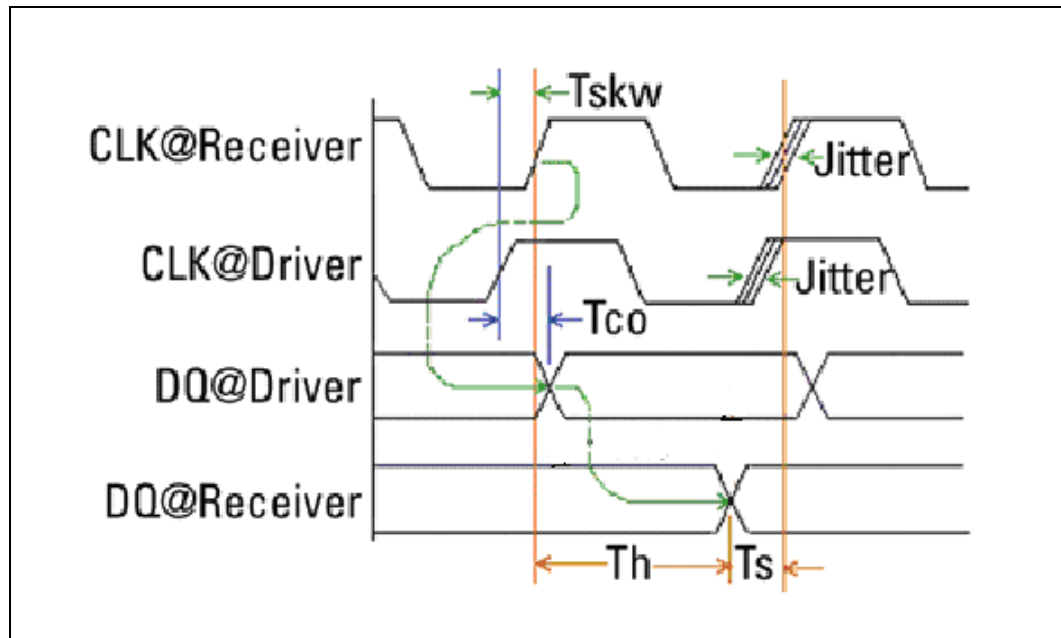 Tskw
CLK@Receiver
Jitter
CLK@Driver
Jitter
Tco
DQ@Driver
DQ@Receiver
Th
Ts